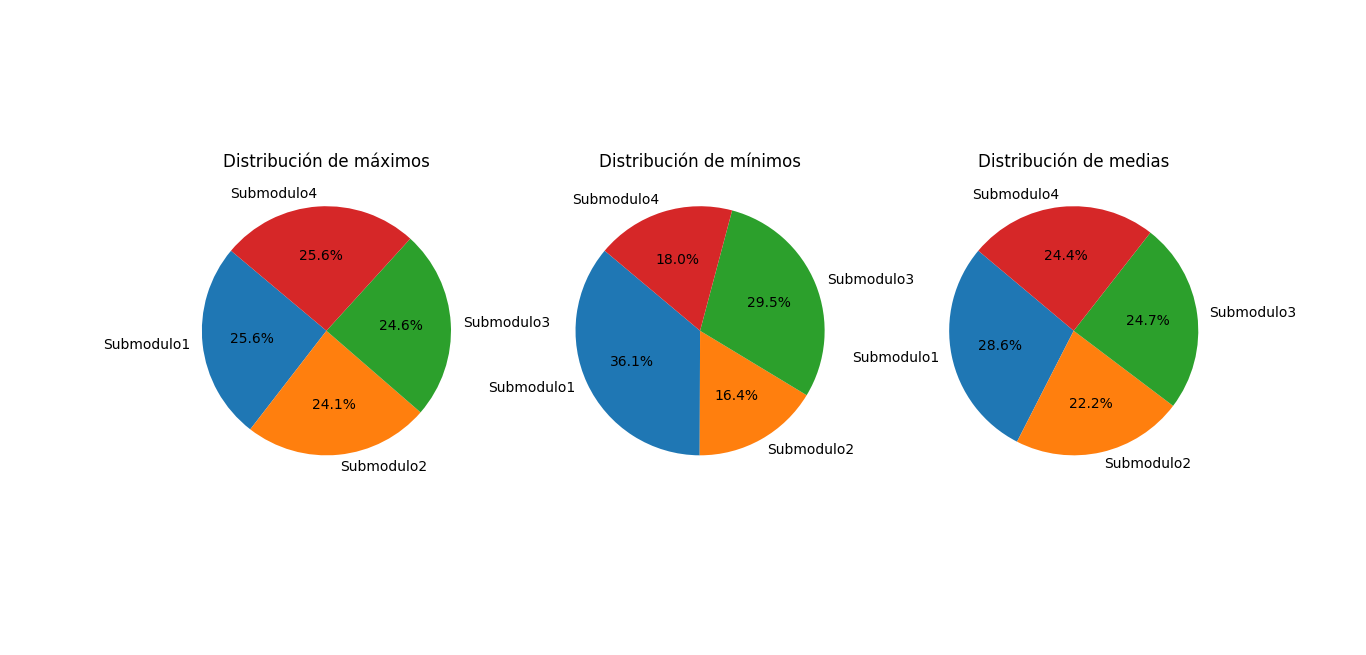 Distribución de máximos
Submodulo4
25.6%
24.6%
Submodulo3
25.6%
Submodulo1
24.1%
Submodulo2
Distribución de mínimos
Submodulo4
18.0%
Submodulo3
29.5%
36.1%
Submodulo1
16.4%
Submodulo2
Distribución de medias
Submodulo4
24.4%
Submodulo3
24.7%
28.6%
Submodulo1
22.2%
Submodulo2